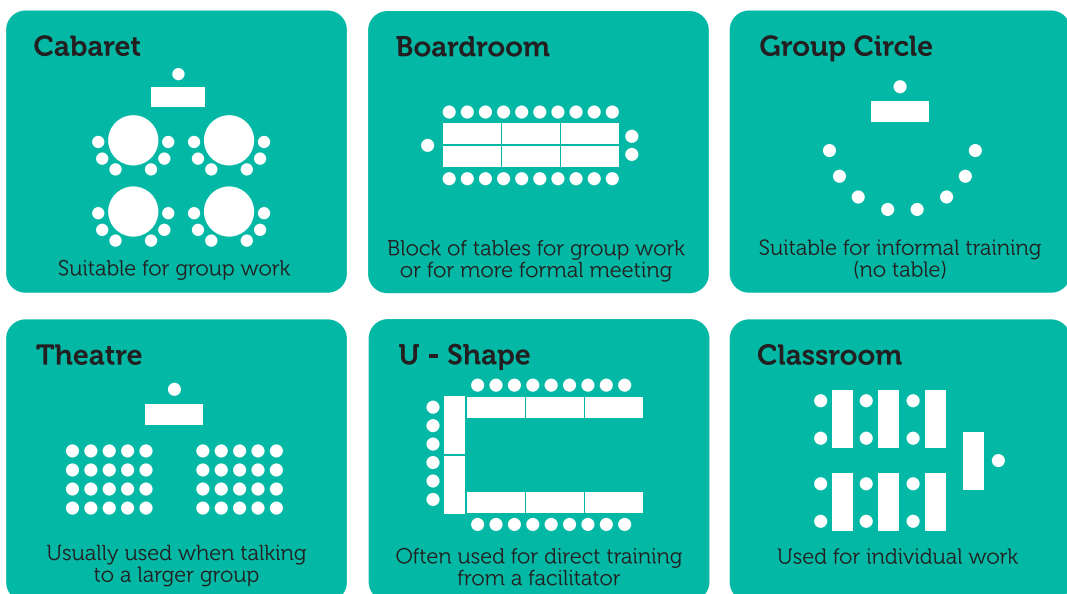 Cabaret
Suitable for group work
Boardroom
Block of tables for group work
or for more formal meeting
Group Circle
Suitable for informal training
(no table)
Theatre
Usually used when talking
to a larger group
U - Shape
Often used for direct training
from a facilitator
Classroom
Used for individual work